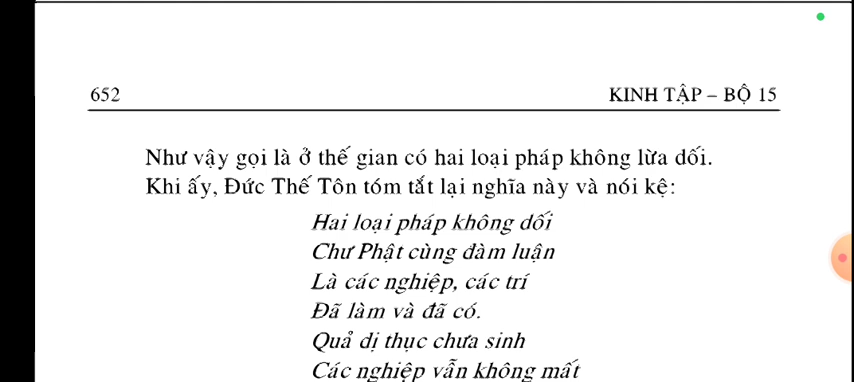 652
KINH TẬP – BỘ 15
Như vậy gọi là ở thế gian có hai loại pháp không lừa dối.
Khi ấy, Đức Thế Tôn tóm tắt lại nghĩa này và nói kệ:
Hai loại pháp không dối
Chư Phật cùng đàm luận
Là các nghiệp, các trí
Đã làm và đã có.
Quả dị thục chưa sinh
Các nghiệp vẫn không mất